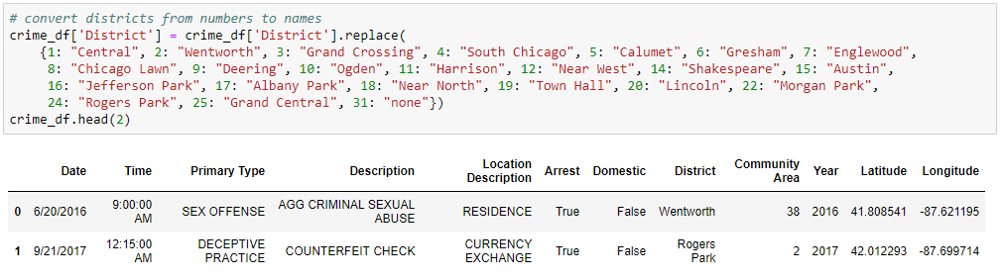 # convert districts from numbers to names
crime_df['District'] = crime_df['District'].replace(
{1: "Central", 2: "Wentworth", 3: "Grand Crossing", 4: "South Chicago", 5: "Calumet", 6: "Gresham", 7: "Englewood",
8: "Chicago Lawn", 9: "Deering", 10: "Ogden", 11: "Harrison", 12: "Near West", 14: "Shakespeare", 15: "Austin",
16: "Jefferson Park", 17: "Albany Park", 18: "Near North", 19: "Town Hall", 20: "Lincoln", 22: "Morgan Park",
24: "Rogers Park", 25: "Grand Central", 31: "none"})
crime_df.head(2)
Date Time Primary Type Description Location Description Arrest Domestic District Community Area Year Latitude Longitude
0 6/20/2016 9:00:00 AM SEX OFFENSE AGG CRIMINAL SEXUAL ABUSE RESIDENCE True False Wentworth 38 2016 41.808541 -87.621195
1 9/21/2017 12:15:00 AM DECEPTIVE PRACTICE COUNTERFEIT CHECK CURRENCY EXCHANGE True False Rogers Park 2 2017 42.012293 -87.699714